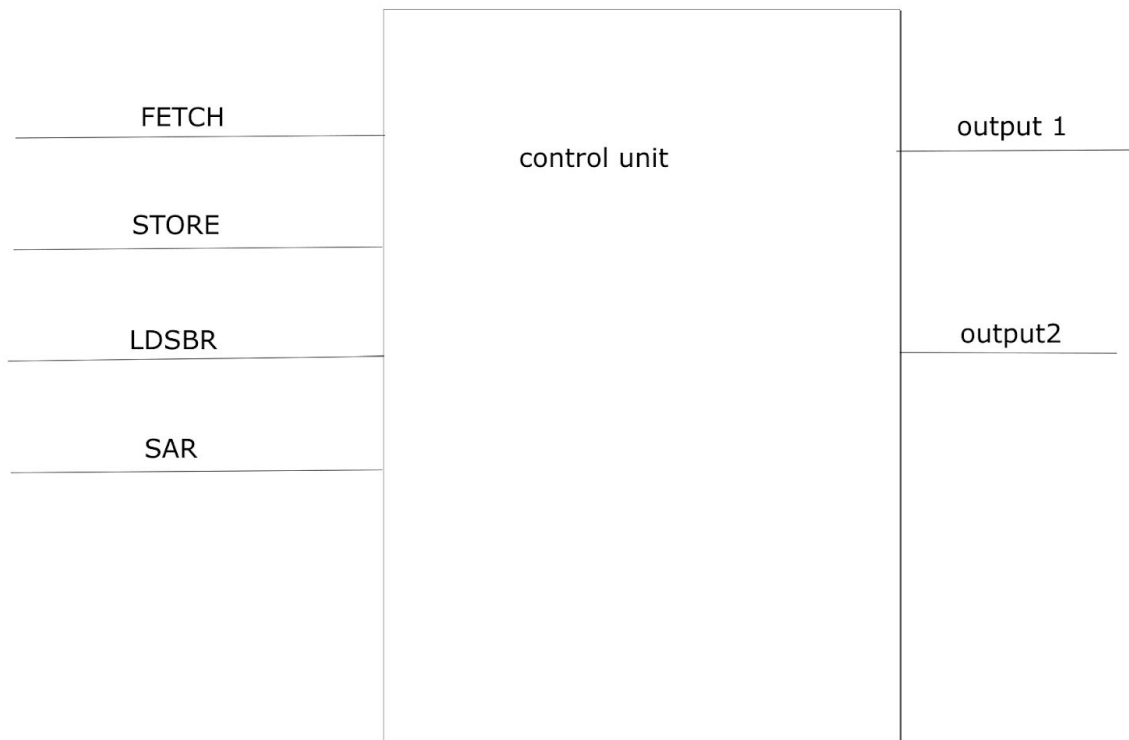 FETCH
output 1
control unit
STORE
LDSBR
output2
SAR